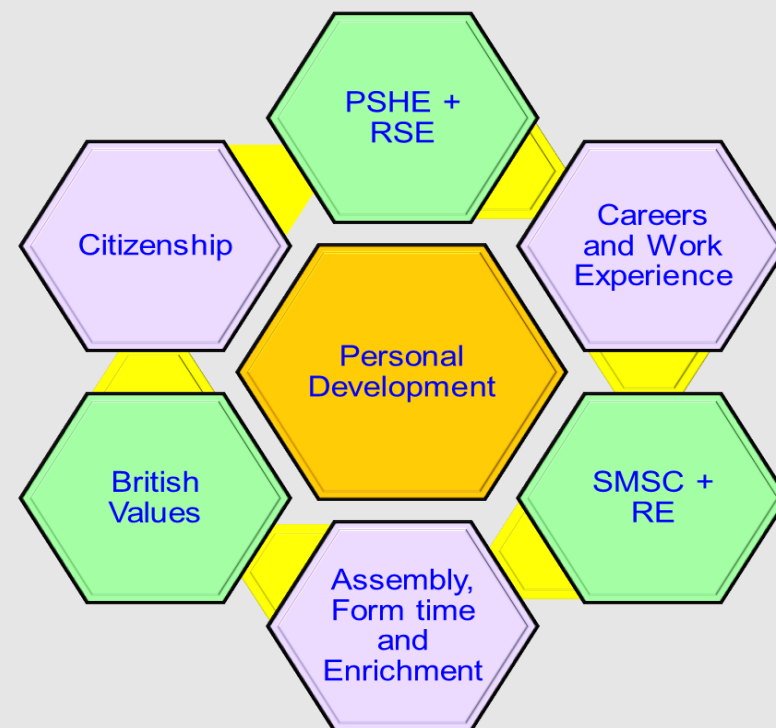 PSHE +
RSE
Citizenship
Careers
and Work
Experience
Personal
Development
British
Values
SMSC +
RE
Assembly,
Form time
and
Enrichment